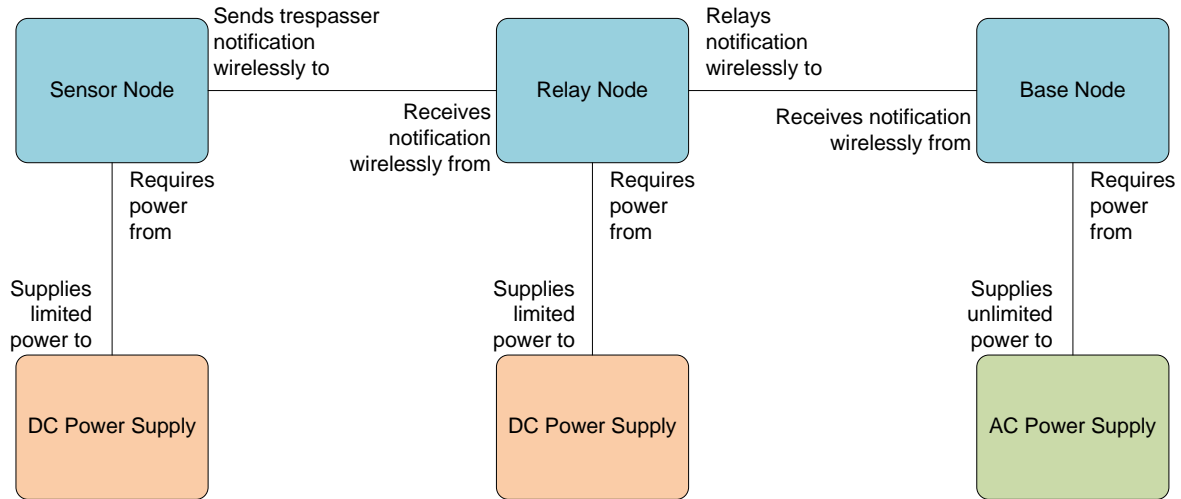 Sends trespasser
notification
wirelessly to
Relays
notification
wirelessly to
Sensor Node
Relay Node
Base Node
Receives
notification
wirelessly from
Receives notification
wirelessly from
Requires
power
from
Requires
power
from
Requires
power
from
Supplies
limited
power to
Supplies
limited
power to
Supplies
unlimited
power to
DC Power Supply
DC Power Supply
AC Power Supply